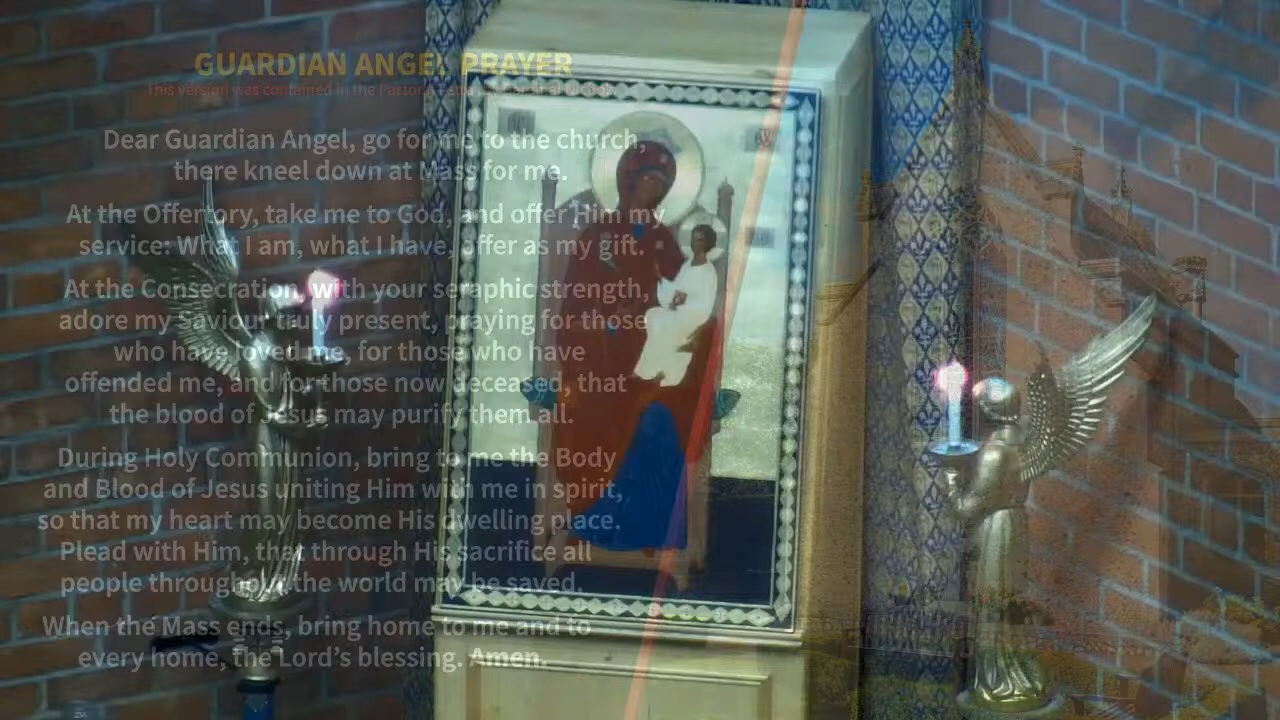 GUARDIAN ANGEL PRAYER
This version was contained in the Pastoral
Dear Guardian Angel, go for me to the church,
there kneel down at Mass for me.
At the Offertory, take me to God, and offer Him my
service: What I am, what I have, offer as my gift.
At the Consecration, with your seraphic strength,
adore my Saviour truly present, praying for those
who have loved me, for those who have
offended me, and for those now deceased, that
the blood of Jesus may purify them all.
During Holy Communion, bring to me the Body
and Blood of Jesus uniting Him with me in spirit,
so that my heart may become His dwelling place.
Plead with Him, that through His sacrifice all
people throughout the world may be saved.
When the Mass ends, bring home to me and to
every home, the Lord's blessing. Amen.